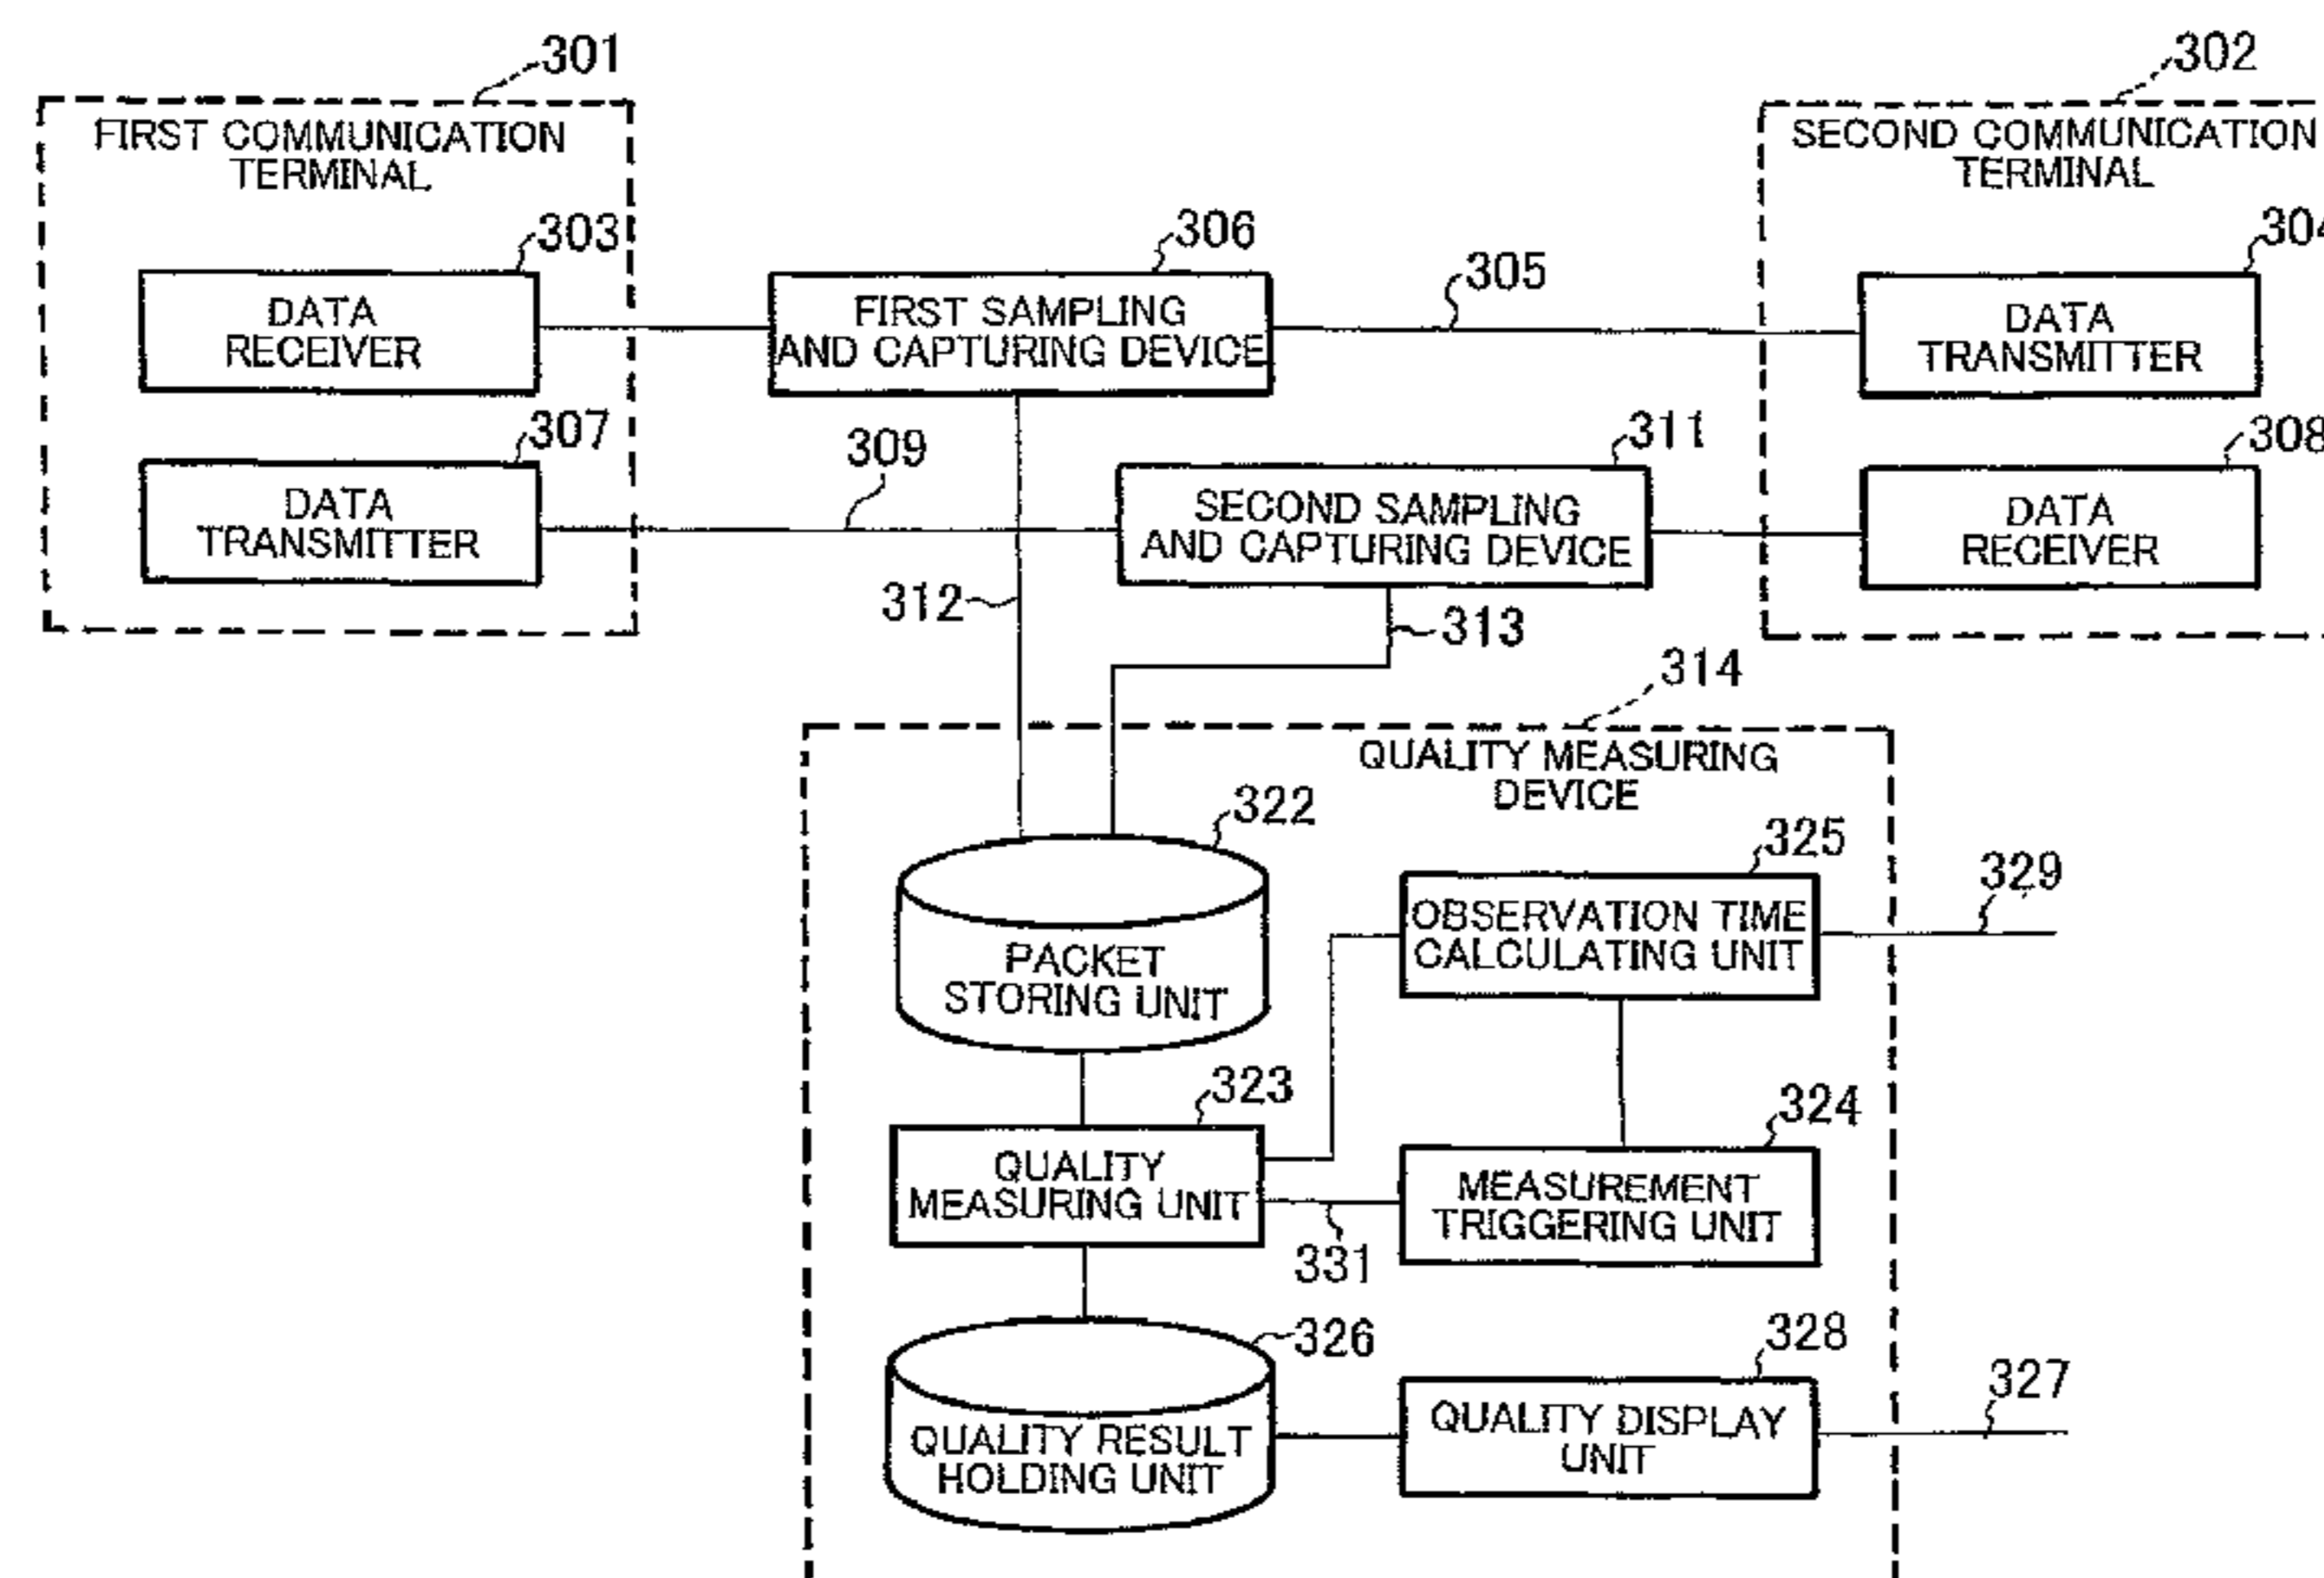 301
302
FIRST COMMUNICATION
TERMINAL
SECOND COMMUNICATION
TERMINAL
303
306
305
304
DATA
RECEIVER
FIRST SAMPLING
AND CAPTURING DEVICE
DATA
TRANSMITTER
307
309
311
308
DATA
TRANSMITTER
SECOND SAMPLING
AND CAPTURING DEVICE
DATA
RECEIVER
312
313
314
QUALITY MEASURING
DEVICE
322
325
329
PACKET
STORING UNIT
OBSERVATION TIME
CALCULATING UNIT
323
324
QUALITY
MEASURING UNIT
MEASUREMENT
TRIGGERING UNIT
331
326
328
327
QUALITY RESULT
HOLDING UNIT
QUALITY DISPLAY
UNIT